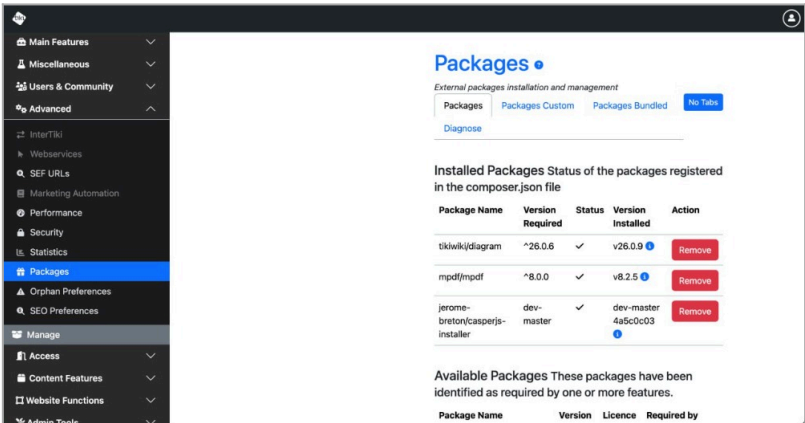 tiki
Main Features
Miscellaneous
Users & Community
Advanced
InterTiki
Webservices
SEF URLs
Marketing Automation
Performance
Security
Statistics
Packages
Orphan Preferences
SEO Preferences
Manage
Access
Content Features
Website Functions
Admin Tools
Packages
External packages installation and management
Packages Packages Custom Packages Bundled No Tabs
Diagnose
Installed Packages Status of the packages registered
in the composer.json file
Package Name Version Required Status Version Installed Action
tikiwiki/diagram ^26.0.6 ✓ v26.0.9 Remove
mpdf/mpdf ^8.0.0 ✓ v8.2.5 Remove
jerome- dev- ✓ dev-master Remove
breton/casperjs- master 4a5c0c03
installer
Available Packages These packages have been
identified as required by one or more features.
Package Name Version Licence Required by